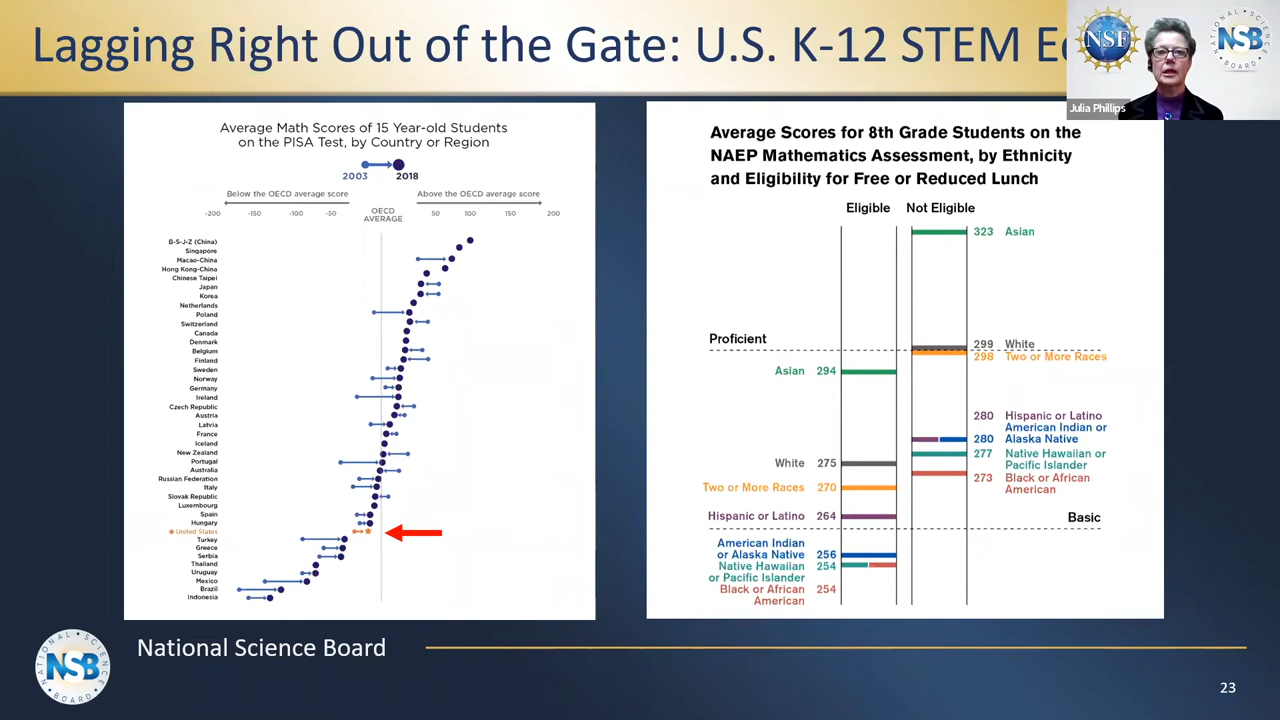 Lagging Right Out of the Gate: U.S. K-12 STEM
NSF
NSB
NATIONAL SCIENCE BOARD
Julia Phillips
Average Math Scores of 15 Year-old Students
on the PISA Test, by Country or Region
2003 2018
Below the OECD average score
Above the OECD average score
-200 -150 -100 -50 OECD AVERAGE 50 100 150 200
B-S-J-Z (China)
Singapore
Macao-China
Hong Kong-China
Chinese Taipei
Japan
Korea
Netherlands
Poland
Switzerland
Canada
Denmark
Belgium
Finland
Sweden
Norway
Germany
Ireland
Czech Republic
Austria
Latvia
France
Iceland
New Zealand
Portugal
Australia
Russian Federation
Italy
Slovak Republic
Luxembourg
Spain
Hungary
★United States
Turkey
Greece
Serbia
Thailand
Uruguay
Mexico
Brazil
Indonesia
Average Scores for 8th Grade Students on the
NAEP Mathematics Assessment, by Ethnicity
and Eligibility for Free or Reduced Lunch
Eligible Not Eligible
323 Asian
Proficient
299 White
298 Two or More Races
Asian 294
280 Hispanic or Latino
American Indian or
280 Alaska Native
277 Native Hawaiian or
Pacific Islander
273 Black or African
American
White 275
Two or More Races 270
Hispanic or Latino 264
Basic
American Indian
or Alaska Native 256
Native Hawaiian 254
or Pacific Islander
Black or African 254
American
NATIONAL SCIENCE BOARD
NSB
National Science Board
23